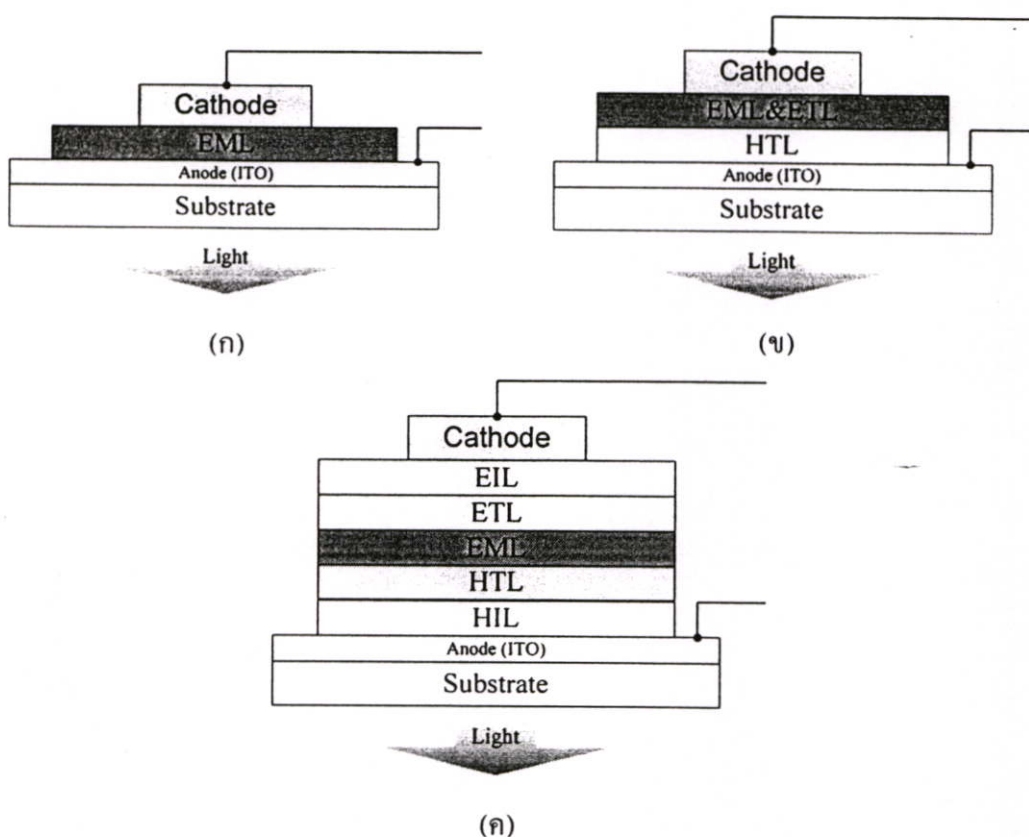 Cathode
EML
Anode (ITO)
Substrate
Light
(ก)
Cathode
EML&ETL
HTL
Anode (ITO)
Substrate
Light
(ข)
Cathode
EIL
ETL
EML
HTL
HIL
Anode (ITO)
Substrate
Light
(ค)